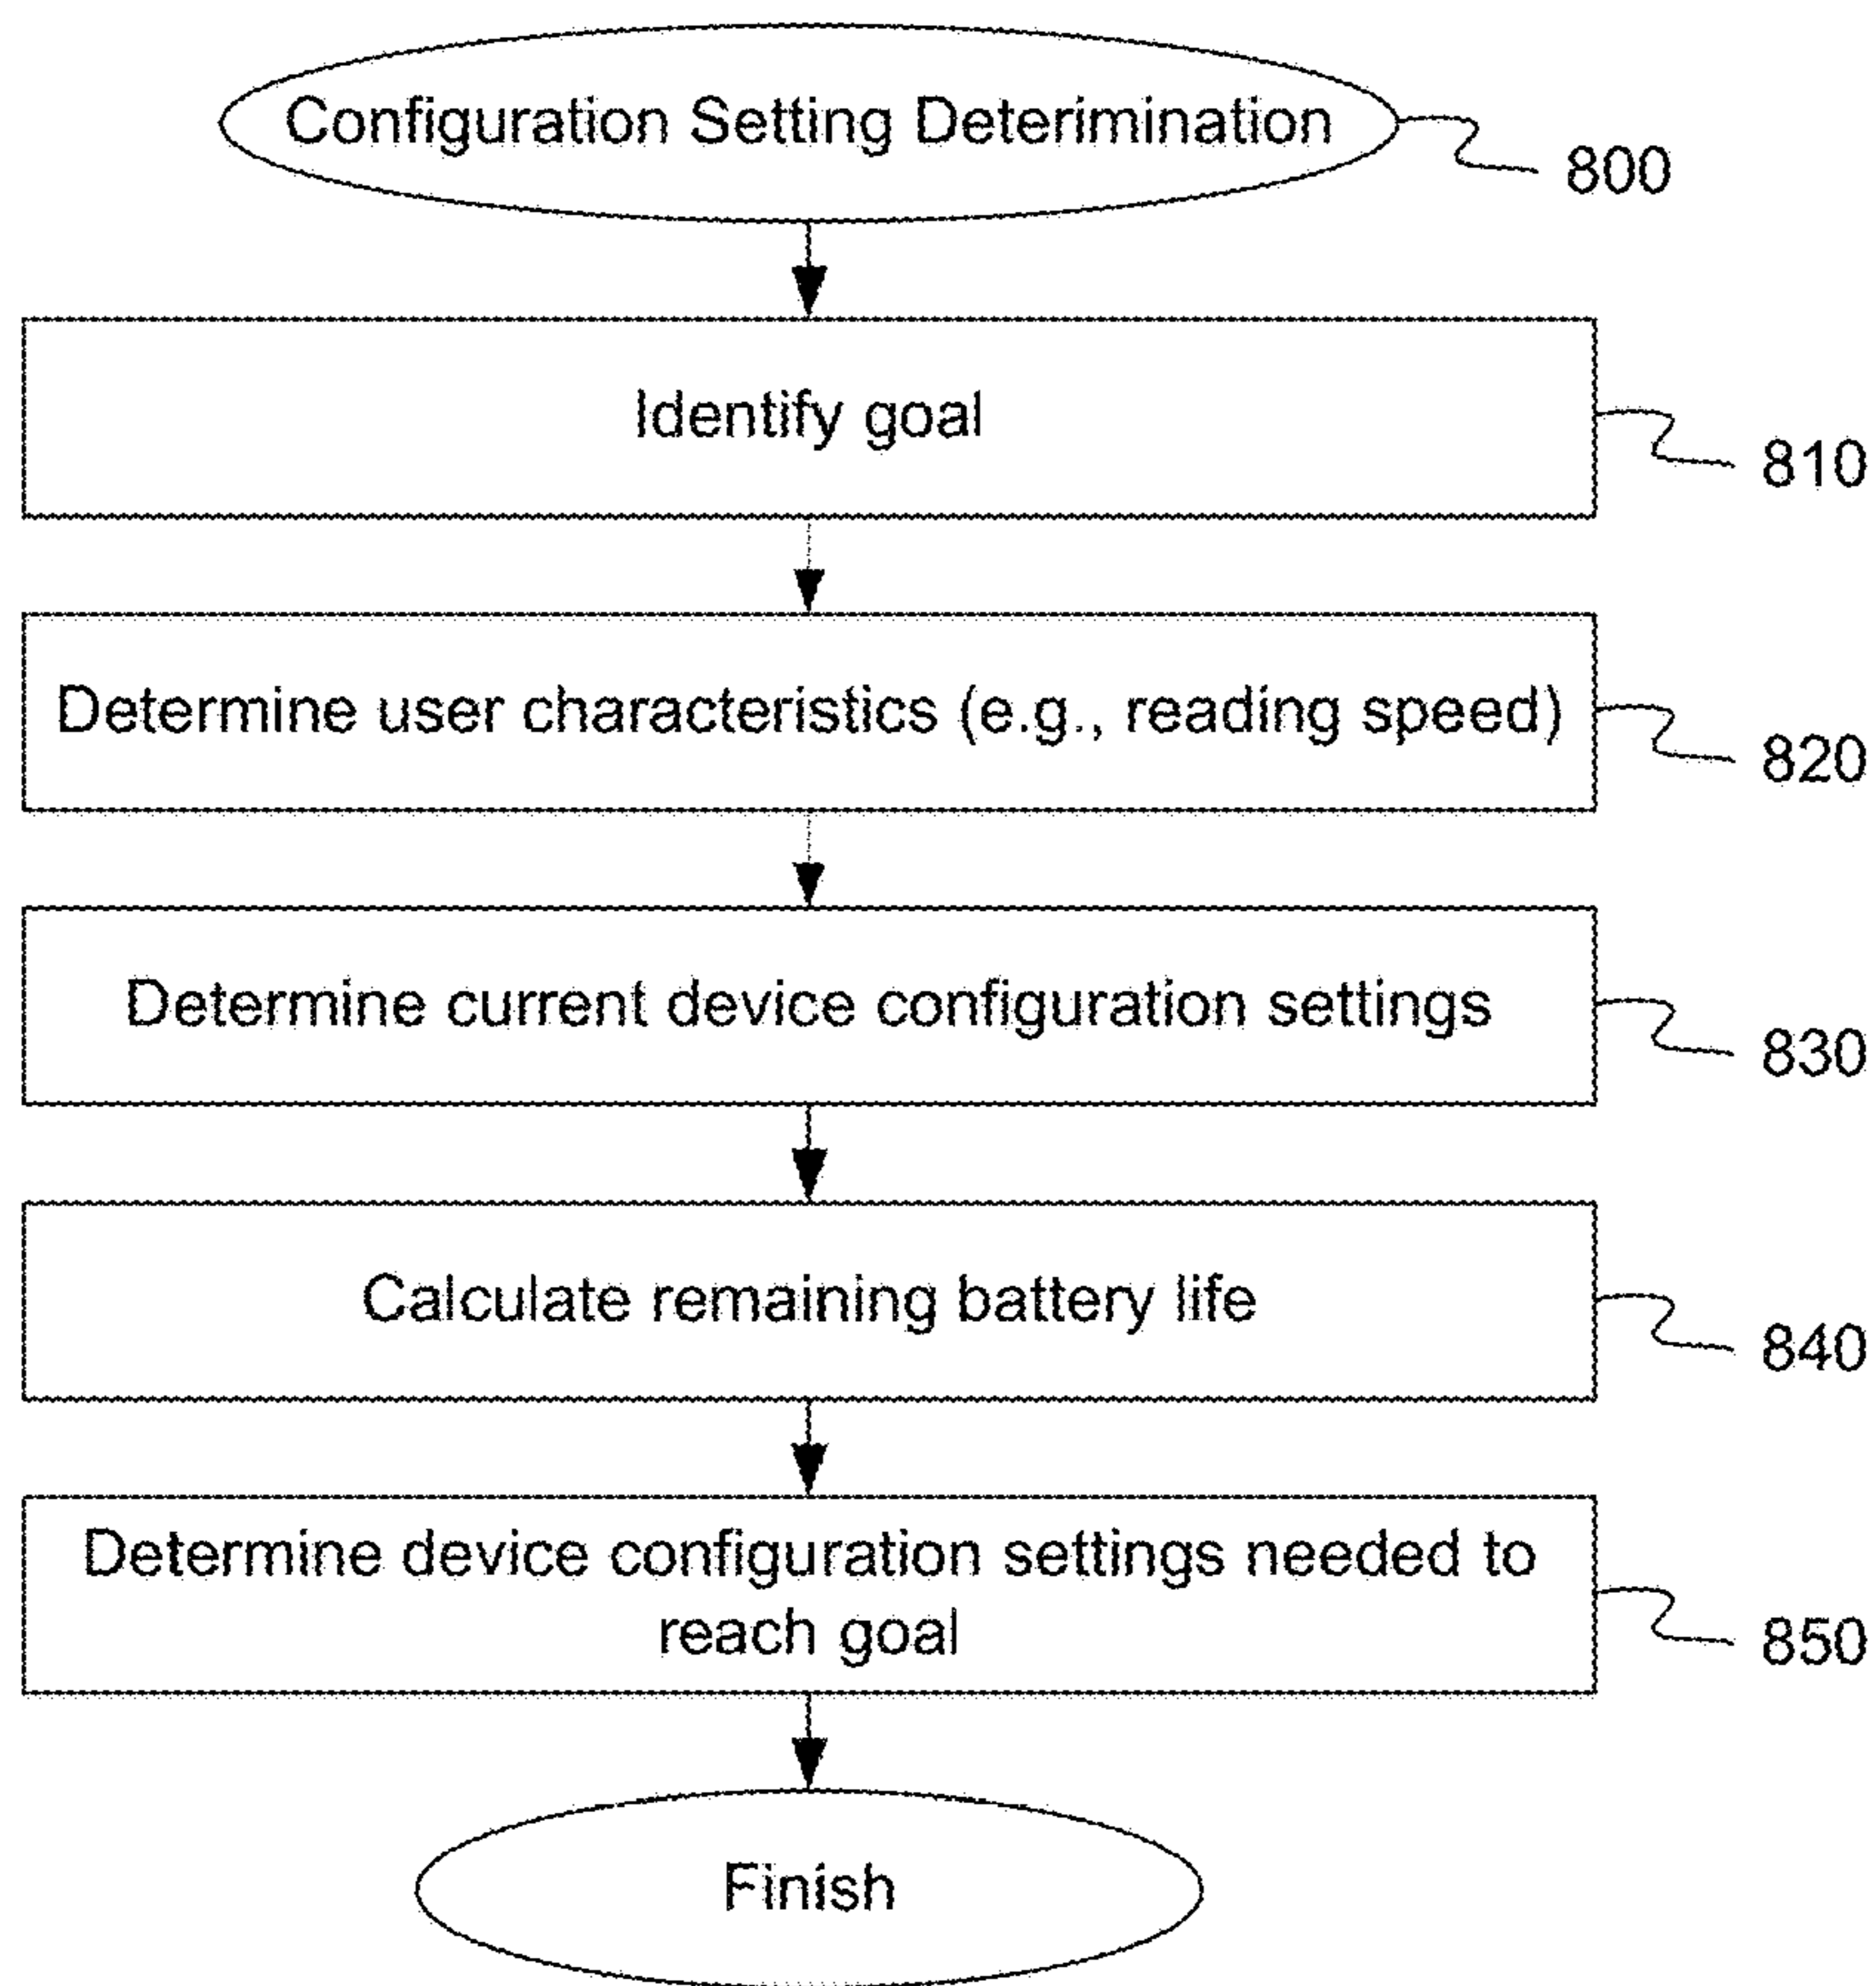 Configuration Setting Deterimination
800
Identify goal
810
Determine user characteristics (e.g., reading speed)
820
Determine current device configuration settings
830
Calculate remaining battery life
840
Determine device configuration settings needed to
reach goal
850
Finish